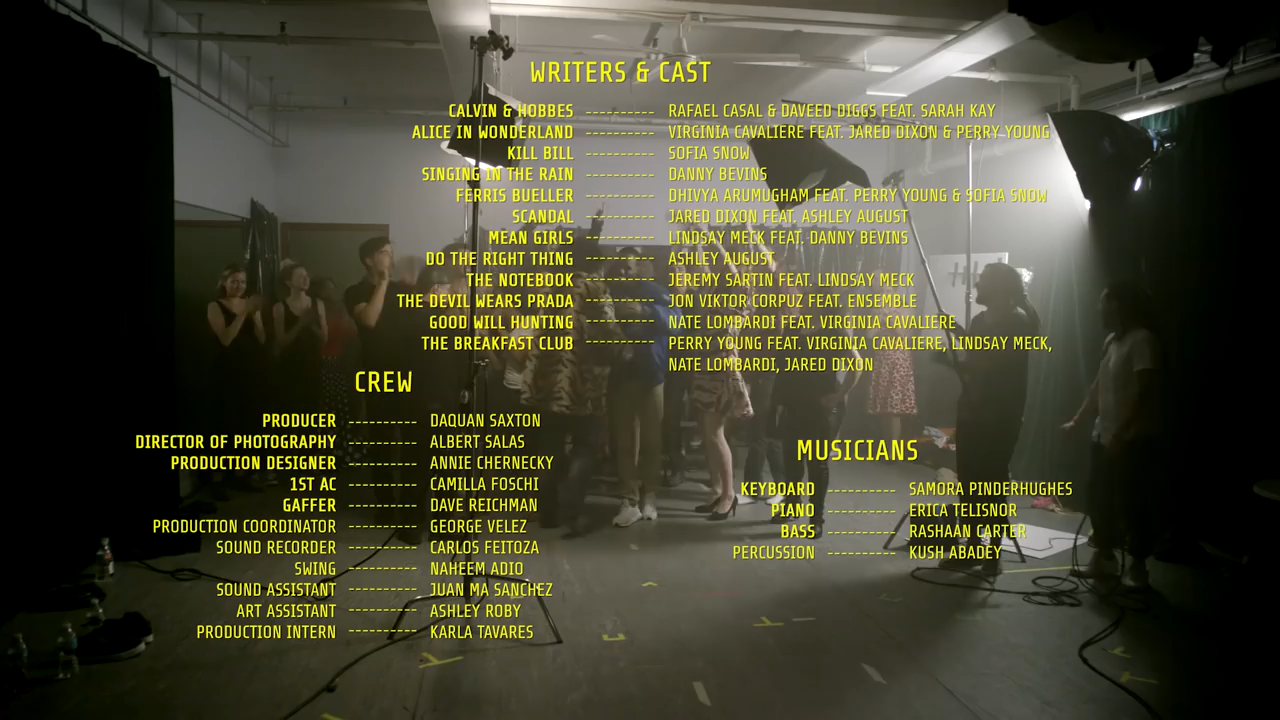 WRITERS & CAST
CALVIN & HOBBES ---------- RAFAEL CASAL & DAVEED DIGGS FEAT. SARAH KAY
ALICE IN WONDERLAND ---------- VIRGINIA CAVALIERE FEAT. JARED DIXON & PERRY YOUNG
KILL BILL ---------- SOFIA SNOW
SINGING IN THE RAIN ---------- DANNY BEVINS
FERRIS BUELLER ---------- DHIVYA ARUMUGHAM FEAT. PERRY YOUNG & SOFIA SNOW
SCANDAL ---------- JARED DIXON FEAT. ASHLEY AUGUST
MEAN GIRLS ---------- LINDSAY MECK FEAT. DANNY BEVINS
DO THE RIGHT THING ---------- ASHLEY AUGUST
THE NOTEBOOK ---------- JEREMY SARTIN FEAT. LINDSAY MECK
THE DEVIL WEARS PRADA ---------- JON VIKTOR CORPUZ FEAT. ENSEMBLE
GOOD WILL HUNTING ---------- NATE LOMBARDI FEAT. VIRGINIA CAVALIERE
THE BREAKFAST CLUB ---------- PERRY YOUNG FEAT. VIRGINIA CAVALIERE, LINDSAY MECK,
NATE LOMBARDI, JARED DIXON
CREW
PRODUCER ---------- DAQUAN SAXTON
DIRECTOR OF PHOTOGRAPHY ---------- ALBERT SALAS
PRODUCTION DESIGNER ---------- ANNIE CHERNECKY
1ST AC ---------- CAMILLA FOSCHI
GAFFER ---------- DAVE REICHMAN
PRODUCTION COORDINATOR ---------- GEORGE VELEZ
SOUND RECORDER ---------- CARLOS FEITOZA
SWING ---------- NAHEEM ADIO
SOUND ASSISTANT ---------- JUAN MA SANCHEZ
ART ASSISTANT ---------- ASHLEY ROBY
PRODUCTION INTERN ---------- KARLA TAVARES
MUSICIANS
KEYBOARD ---------- SAMORA PINDERHUGHES
PIANO ---------- ERICA TELISNOR
BASS ---------- RASHAAN CARTER
PERCUSSION ---------- KUSH ABADEY